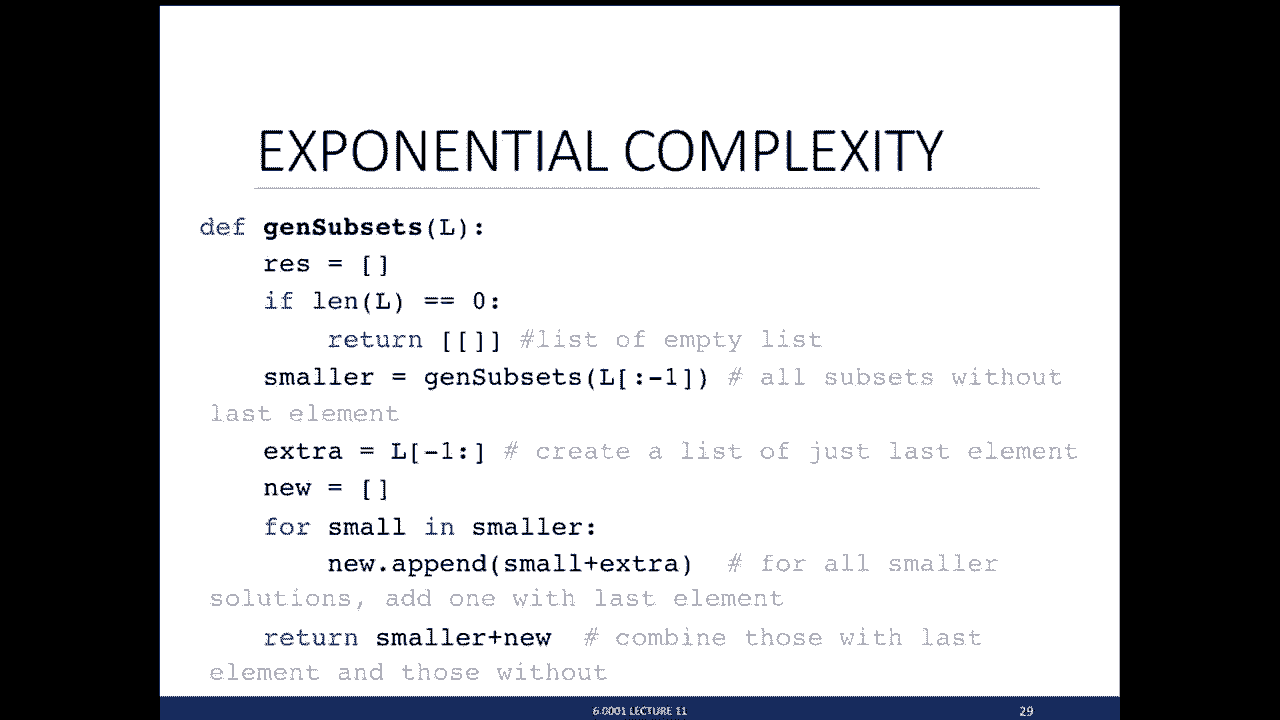 EXPONENTIAL COMPLEXITY
def genSubsets(L):
res = []
if len(L) == 0:
return [[]] #list of empty list
smaller = genSubsets(L[:-1]) # all subsets without
last element
extra = L[-1:] # create a list of just last element
new = []
for small in smaller:
new.append(small+extra) # for all smaller
solutions, add one with last element
return smaller+new # combine those with last
element and those without
6.0001 LECTURE 11
29